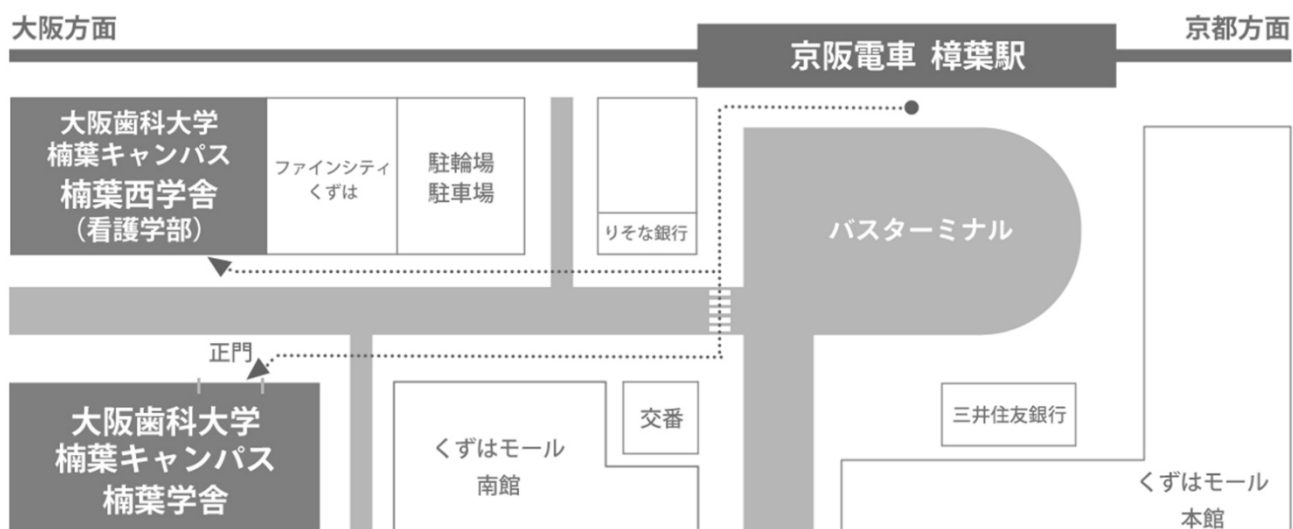 大阪方面
京都方面
京阪電車 樟葉駅
大阪歯科大学
楠葉キャンパス
楠葉西学舎
（看護学部）
ファインシティ
くずは
駐輪場
駐車場
りそな銀行
バスターミナル
正門
大阪歯科大学
楠葉キャンパス
楠葉学舎
くずはモール
南館
交番
三井住友銀行
くずはモール
本館